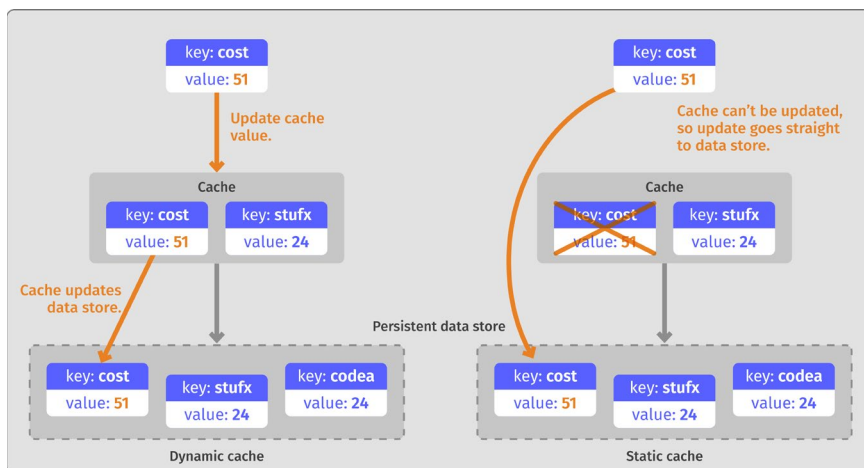 key: cost
value: 51
Update cache
value.
Cache
key: cost
value: 51
key: stufx
value: 24
Cache updates
data store.
key: cost
value: 51
key: stufx
value: 24
key: codea
value: 24
Dynamic cache
Persistent data store
key: cost
value: 51
Cache can’t be updated,
so update goes straight
to data store.
Cache
key: cost
value: 51
key: stufx
value: 24
key: cost
value: 51
key: stufx
value: 24
key: codea
value: 24
Static cache